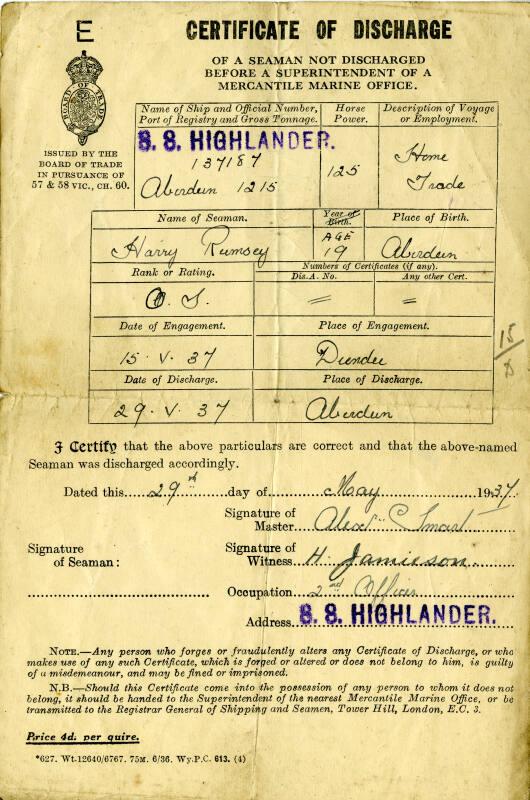 E
CERTIFICATE OF DISCHARGE
OF A SEAMAN NOT DISCHARGED
BEFORE A SUPERINTENDENT OF A
MERCANTILE MARINE OFFICE.
BOARD OF TRADE
ISSUED BY THE
BOARD OF TRADE
IN PURSUANCE OF
57 & 58 VIC., CH. 60.
Name of Ship and Official Number,
Port of Registry and Gross Tonnage.
Horse
Power.
Description of Voyage
or Employment.
S. S. HIGHLANDER.
137187
Aberdeen 1215
125
Home
Trade
Name of Seaman.
Year of
Birth.
Place of Birth.
Harry Rumsey
AGE
19
Aberdeen
Rank or Rating.
Numbers of Certificates (if any).
Dis. A. No.
Any other Cert.
O. S.
=
=
Date of Engagement.
Place of Engagement.
15. V. 37
Dundee
Date of Discharge.
Place of Discharge.
29. V. 37
Aberdeen
15
D
I Certify that the above particulars are correct and that the above-named
Seaman was discharged accordingly.
Dated this 29th day of May 1937
Signature of
Master Alex Smart
Signature
of Seaman:
Signature of
Witness H. Jamieson
Occupation 2nd Officer
Address S. S. HIGHLANDER.
NOTE.—Any person who forges or fraudulently alters any Certificate of Discharge, or who
makes use of any such Certificate, which is forged or altered or does not belong to him, is guilty
of a misdemeanour, and may be fined or imprisoned.
N.B.—Should this Certificate come into the possession of any person to whom it does not
belong, it should be handed to the Superintendent of the nearest Mercantile Marine Office, or be
transmitted to the Registrar General of Shipping and Seamen, Tower Hill, London, E.C. 3.
Price 4d. per quire.
*627. Wt.12640/6767. 75M. 6/36. Wy.P.C. 613. (4)